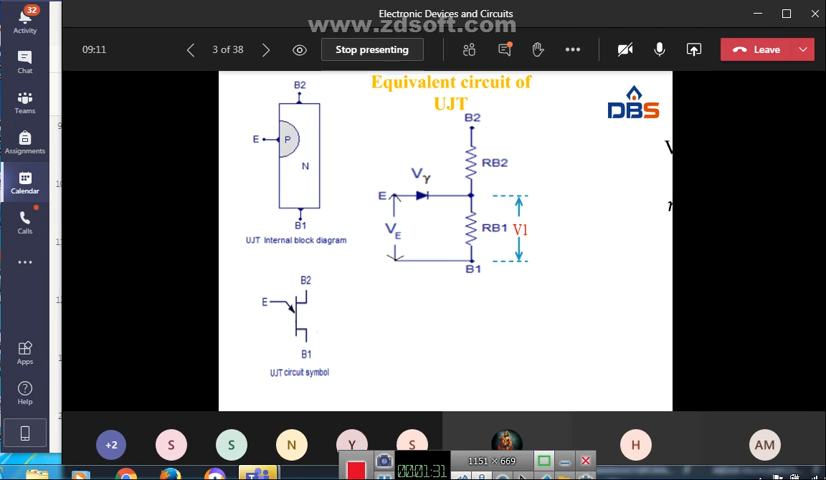 Electronic Devices and Circuits
www.zdsoft.com
32
Activity
Chat
Teams
Assignments
Calendar
Calls
Apps
Help
09:11
3 of 38
Stop presenting
Leave
Equivalent circuit of
UJT
DBS
B2
E
P
N
B1
UJT Internal block diagram
B2
E
B1
UJT circuit symbol
B2
RB2
Vγ
E
VE
RB1
V1
B1
+2
S
S
N
Y
S
H
AM
00:01:31
1151 × 669